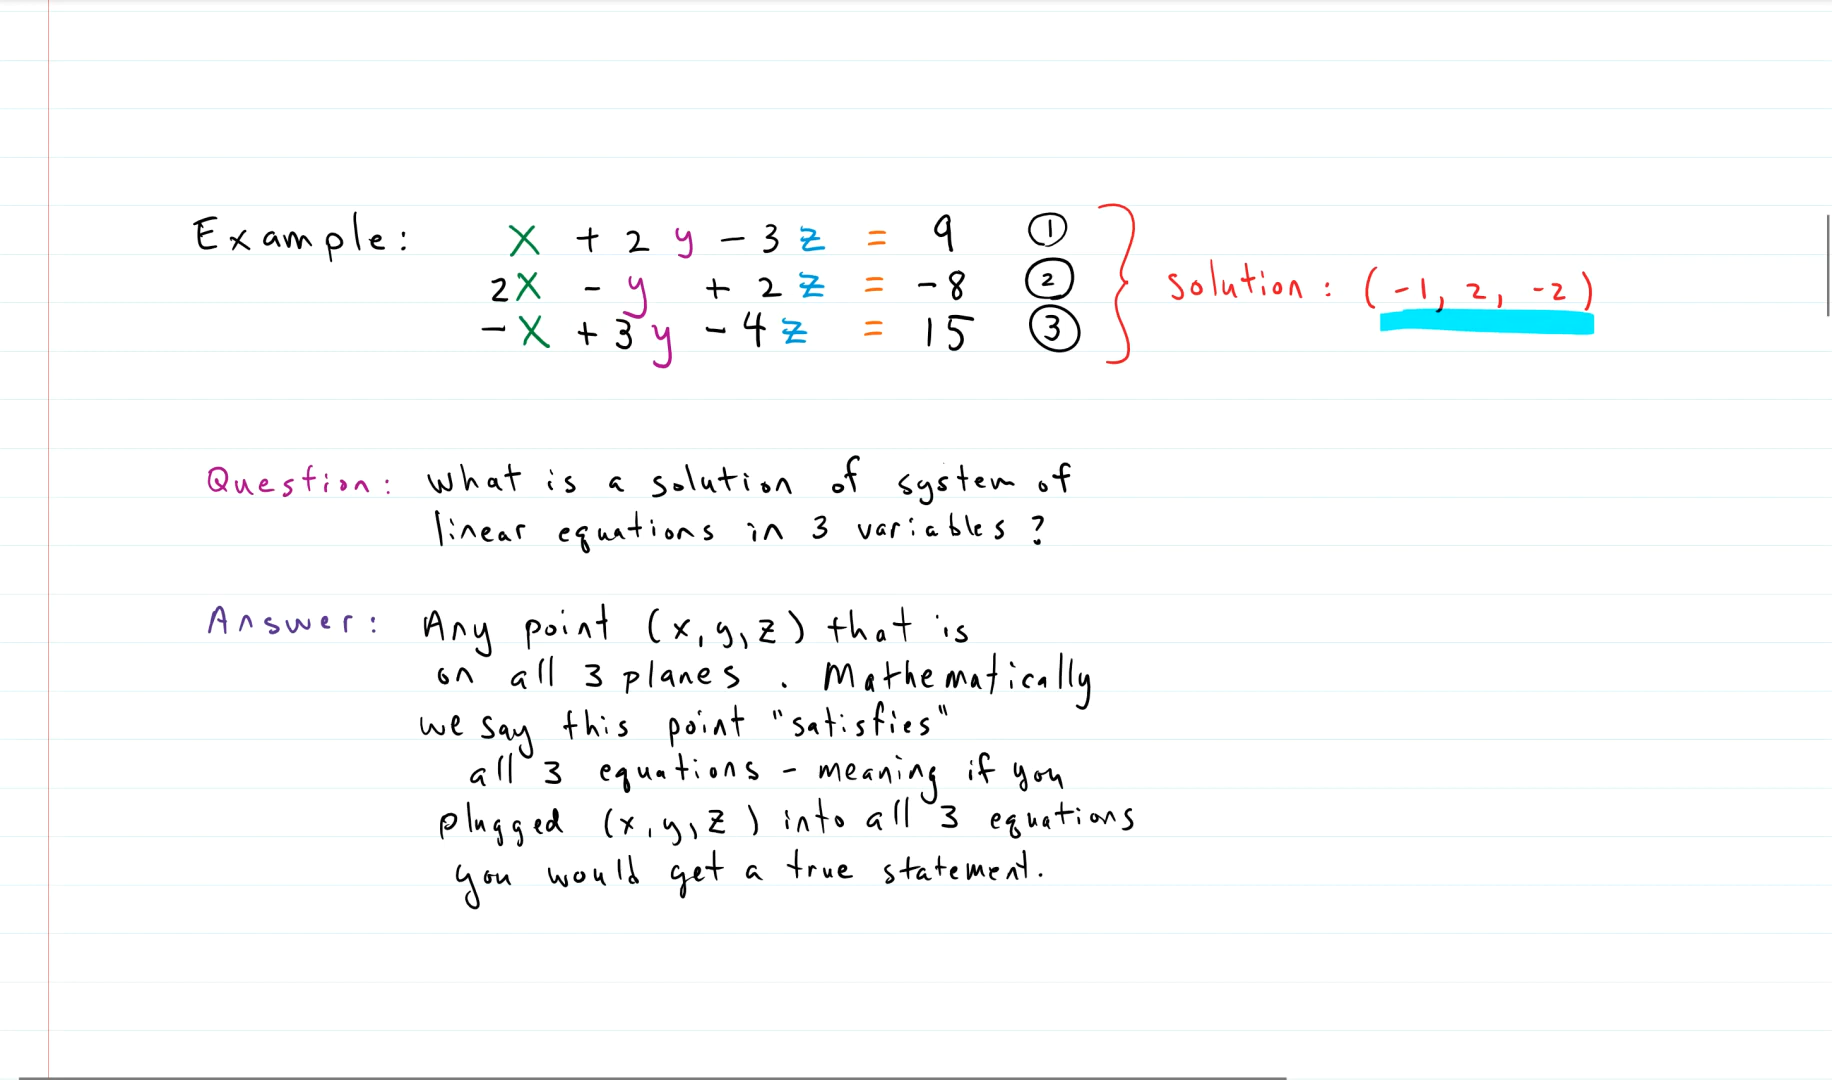 Example: x + 2y - 3z = 9 ①
2x - y + 2z = -8 ②
-x + 3y - 4z = 15 ③
solution: (-1, 2, -2)
Question: what is a solution of system of
linear equations in 3 variables?
Answer: Any point (x, y, z) that is
on all 3 planes. Mathematically
we say this point "satisfies"
all 3 equations - meaning if you
plugged (x, y, z) into all 3 equations
you would get a true statement.